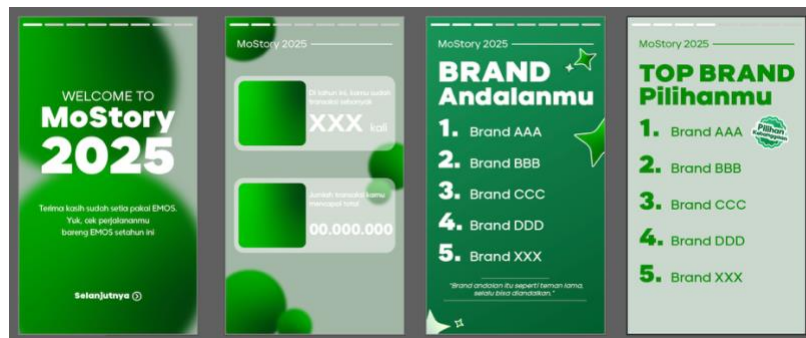 WELCOME TO
MoStory
2025
Terima kasih sudah setia pakai EMOS.
Yuk, cek perjalananmu
bareng EMOS setahun ini
Selanjutnya
MoStory 2025
Di tahun ini, kamu sudah
transaksi sebanyak
XXX kali
Jumlah transaksi kamu
mencapai total
00.000.000
MoStory 2025
BRAND
Andalanmu
1. Brand AAA
2. Brand BBB
3. Brand CCC
4. Brand DDD
5. Brand XXX
"Brand andalan itu seperti teman lama,
selalu bisa diandalkan."
MoStory 2025
TOP BRAND
Pilihanmu
1. Brand AAA
Pilihan
Kebanggaan
2. Brand BBB
3. Brand CCC
4. Brand DDD
5. Brand XXX